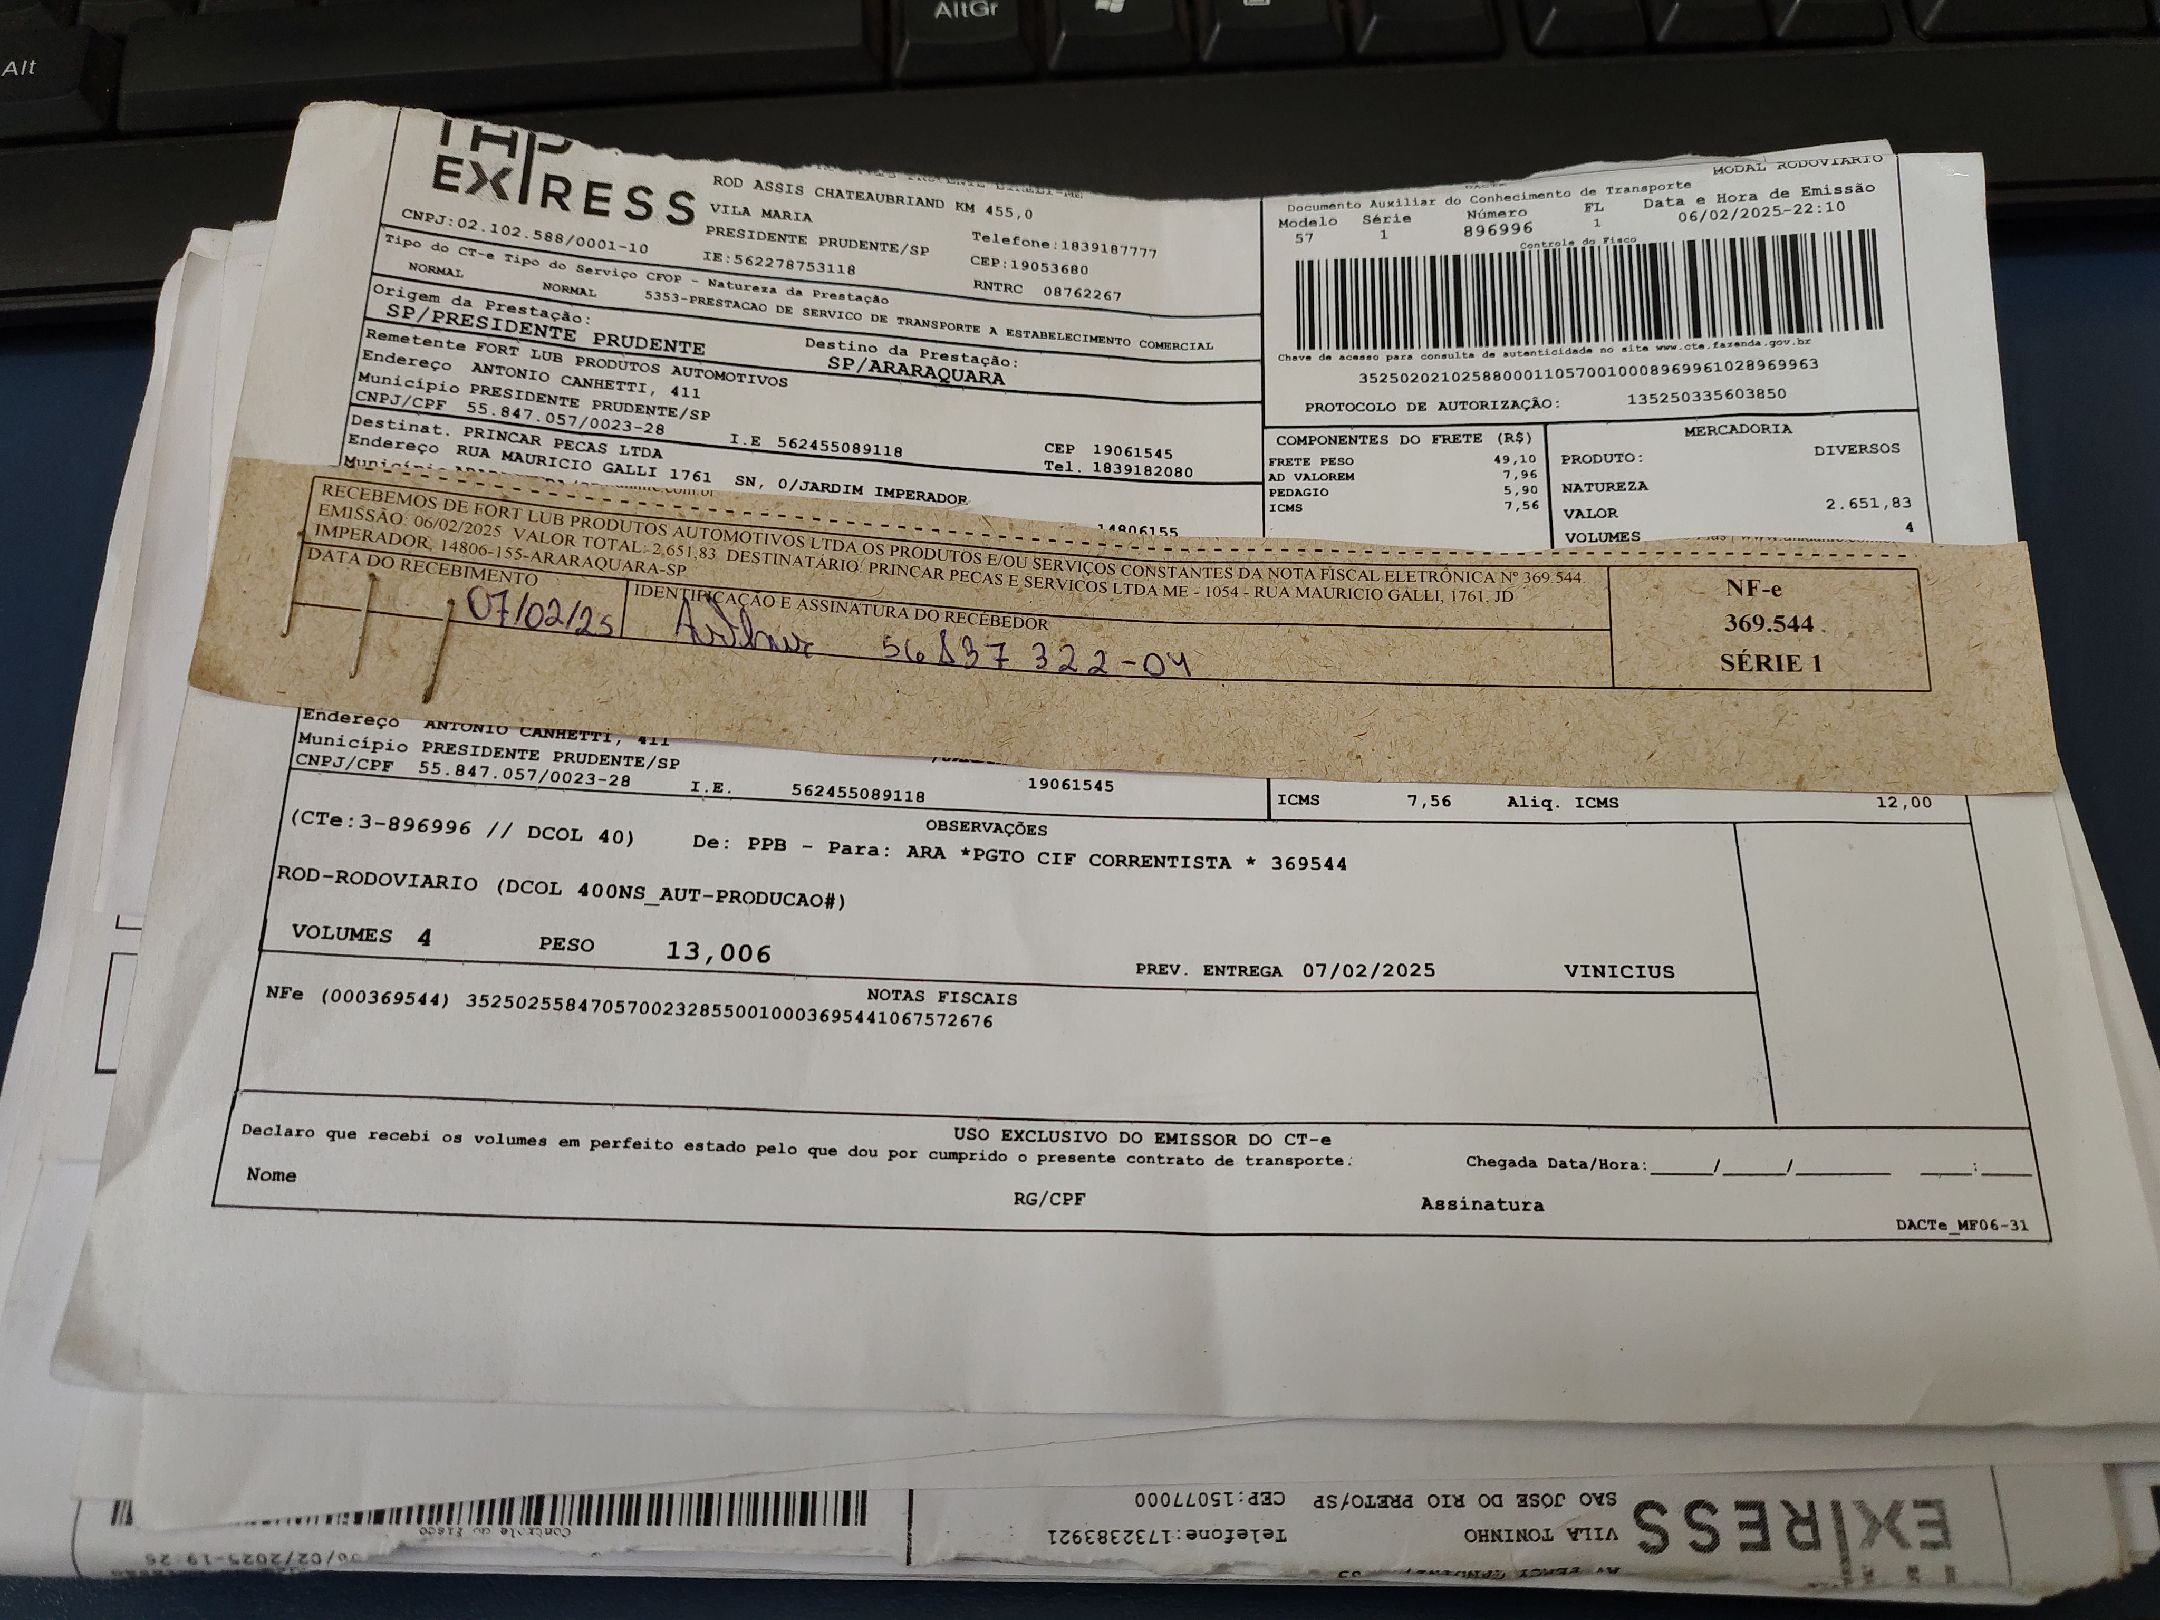 Alt
AltGr
EXPRESS
ROD ASSIS CHATEAUBRIAND KM 455,0
VILA MARIA
PRESIDENTE PRUDENTE/SP
Telefone:1839187777
CNPJ:02.102.588/0001-10
IE:562278753118
CEP:19053680
RNTRC 08762267
Tipo do CT-e Tipo do Serviço CFOP - Natureza da Prestação
NORMAL NORMAL 5353-PRESTACAO DE SERVICO DE TRANSPORTE A ESTABELECIMENTO COMERCIAL
Origem da Prestação:
SP/PRESIDENTE PRUDENTE
Destino da Prestação:
SP/ARARAQUARA
Remetente FORT LUB PRODUTOS AUTOMOTIVOS
Endereço ANTONIO CANHETTI, 411
Município PRESIDENTE PRUDENTE/SP
CNPJ/CPF 55.847.057/0023-28 I.E 562455089118
CEP 19061545
Tel. 1839182080
Destinat. PRINCAR PECAS LTDA
Endereço RUA MAURICIO GALLI 1761 SN, 0/JARDIM IMPERADOR
Município
14806155
MODAL RODOVIARIO
Documento Auxiliar do Conhecimento de Transporte
Modelo Série Número FL Data e Hora de Emissão
57 1 896996 1 06/02/2025-22:10
Controle do Fisco
Chave de acesso para consulta de autenticidade no site www.cte.fazenda.gov.br
35250202102588000110570010008969961028969963
PROTOCOLO DE AUTORIZAÇÃO: 135250335603850
COMPONENTES DO FRETE (R$)
FRETE PESO 49,10
AD VALOREM 7,96
PEDAGIO 5,90
ICMS 7,56
MERCADORIA
PRODUTO: DIVERSOS
NATUREZA
VALOR 2.651,83
VOLUMES 4
RECEBEMOS DE FORT LUB PRODUTOS AUTOMOTIVOS LTDA OS PRODUTOS E/OU SERVIÇOS CONSTANTES DA NOTA FISCAL ELETRÔNICA Nº 369.544.
EMISSÃO: 06/02/2025 VALOR TOTAL: 2.651,83 DESTINATÁRIO: PRINCAR PEÇAS E SERVICOS LTDA ME - 1054 - RUA MAURICIO GALLI, 1761, JD
IMPERADOR, 14806-155-ARARAQUARA-SP
DATA DO RECEBIMENTO
IDENTIFICAÇÃO E ASSINATURA DO RECEBEDOR
07/02/25 Arthur
322-04
NF-e
369.544
SÉRIE 1
Endereço ANTONIO CANHETTI, 411
Município PRESIDENTE PRUDENTE/SP
CNPJ/CPF 55.847.057/0023-28 I.E. 562455089118 19061545
ICMS 7,56 Aliq. ICMS 12,00
OBSERVAÇÕES
(CTe:3-896996 // DCOL 40) De: PPB - Para: ARA *PGTO CIF CORRENTISTA * 369544
ROD-RODOVIARIO (DCOL 400NS_AUT-PRODUCAO#)
VOLUMES 4 PESO 13,006
PREV. ENTREGA 07/02/2025 VINICIUS
NOTAS FISCAIS
NFe (000369544) 35250255847057002328550010003695441067572676
USO EXCLUSIVO DO EMISSOR DO CT-e
Declaro que recebi os volumes em perfeito estado pelo que dou por cumprido o presente contrato de transporte.
Chegada Data/Hora:_____/_____/________ ____:____
Nome RG/CPF Assinatura
DACTe_MF06-31
EXPRESS
VILA TONINHO
SAO JOSE DO RIO PRETO/SP CEP:15077000
Telefone:1732383921
Controle do Fisco